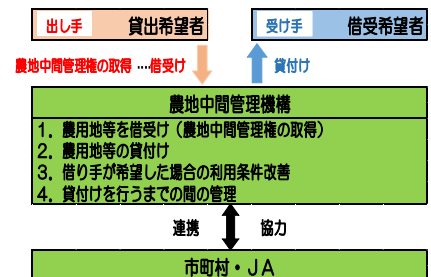 出し手 貸出希望者 受け手 借受希望者
農地中間管理権の取得 …借受け 貸付け
農地中間管理機構
１．農用地等を借受け（農地中間管理権の取得）
２．農用地等の貸付け
３．借り手が希望した場合の利用条件改善
４．貸付けを行うまでの間の管理
連携 協力
市町村・ＪＡ